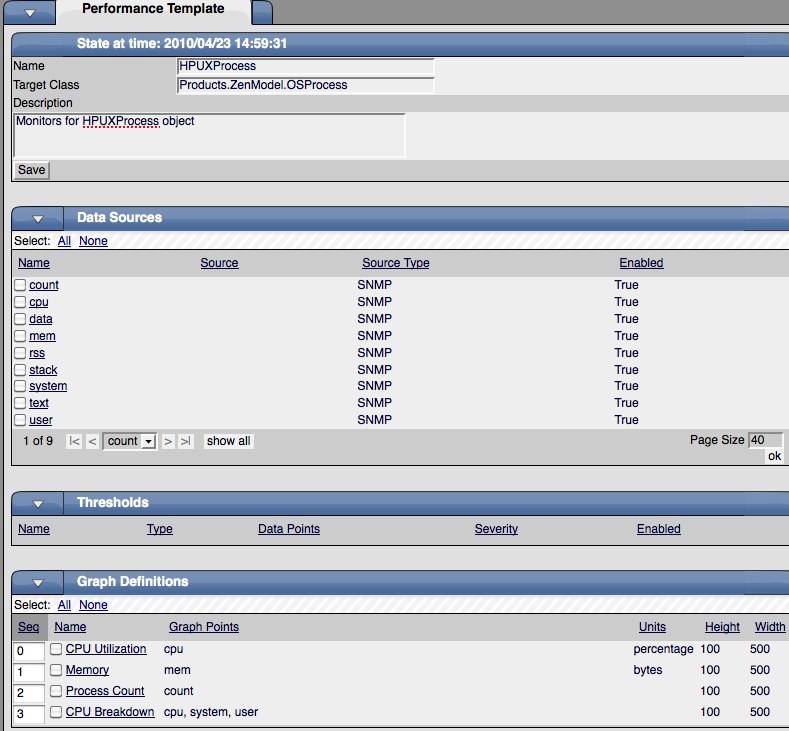 Performance Template
State at time: 2010/04/23 14:59:31
Name HPUXProcess
Target Class Products.ZenModel.OSProcess
Description
Monitors for HPUXProcess object
Save
Data Sources
Select: All None
Name Source Source Type Enabled
count SNMP True
cpu SNMP True
data SNMP True
mem SNMP True
rss SNMP True
stack SNMP True
system SNMP True
text SNMP True
user SNMP True
1 of 9 |< < count > >| show all Page Size 40
ok
Thresholds
Name Type Data Points Severity Enabled
Graph Definitions
Select: All None
Seq Name Graph Points Units Height Width
0 CPU Utilization cpu percentage 100 500
1 Memory mem bytes 100 500
2 Process Count count 100 500
3 CPU Breakdown cpu, system, user 100 500